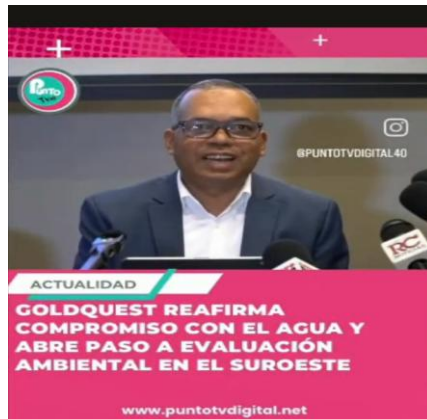 PUNTO
@PUNTOTVDIGITAL40
RC
ACTUALIDAD
GOLDQUEST REAFIRMA
COMPROMISO CON EL AGUA Y
ABRE PASO A EVALUACIÓN
AMBIENTAL EN EL SUROESTE
www.puntotvdigital.net